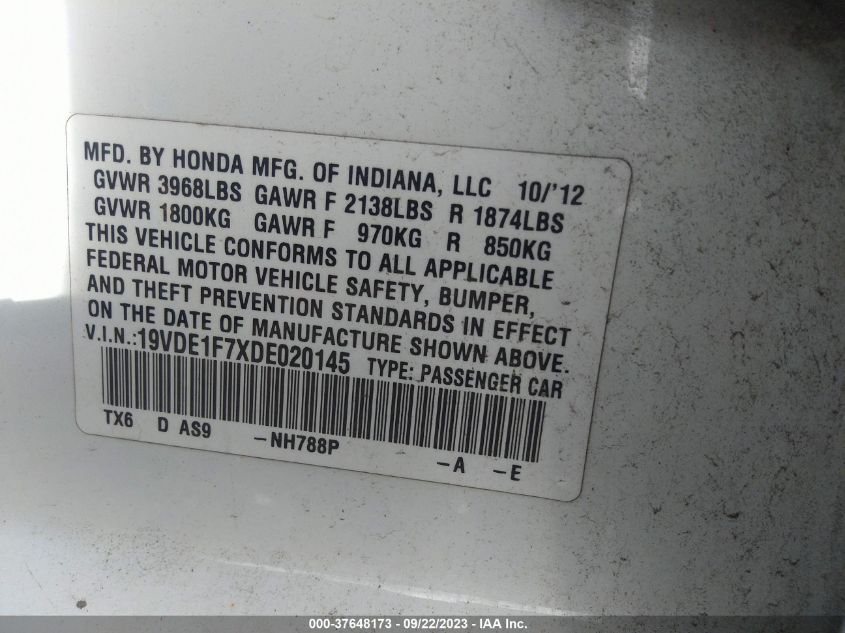 MFD. BY HONDA MFG. OF INDIANA, LLC 10/'12
GVWR 3968LBS GAWR F 2138LBS R 1874LBS
GVWR 1800KG GAWR F 970KG R 850KG
THIS VEHICLE CONFORMS TO ALL APPLICABLE
FEDERAL MOTOR VEHICLE SAFETY, BUMPER,
AND THEFT PREVENTION STANDARDS IN EFFECT
ON THE DATE OF MANUFACTURE SHOWN ABOVE.
V.I.N.:19VDE1F7XDE020145 TYPE: PASSENGER CAR
TX6 D AS9 -NH788P -A -E
000-37648173 - 09/22/2023 - IAA Inc.